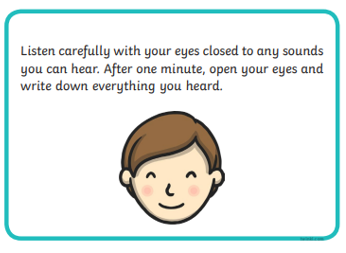 Listen carefully with your eyes closed to any sounds
you can hear. After one minute, open your eyes and
write down everything you heard.